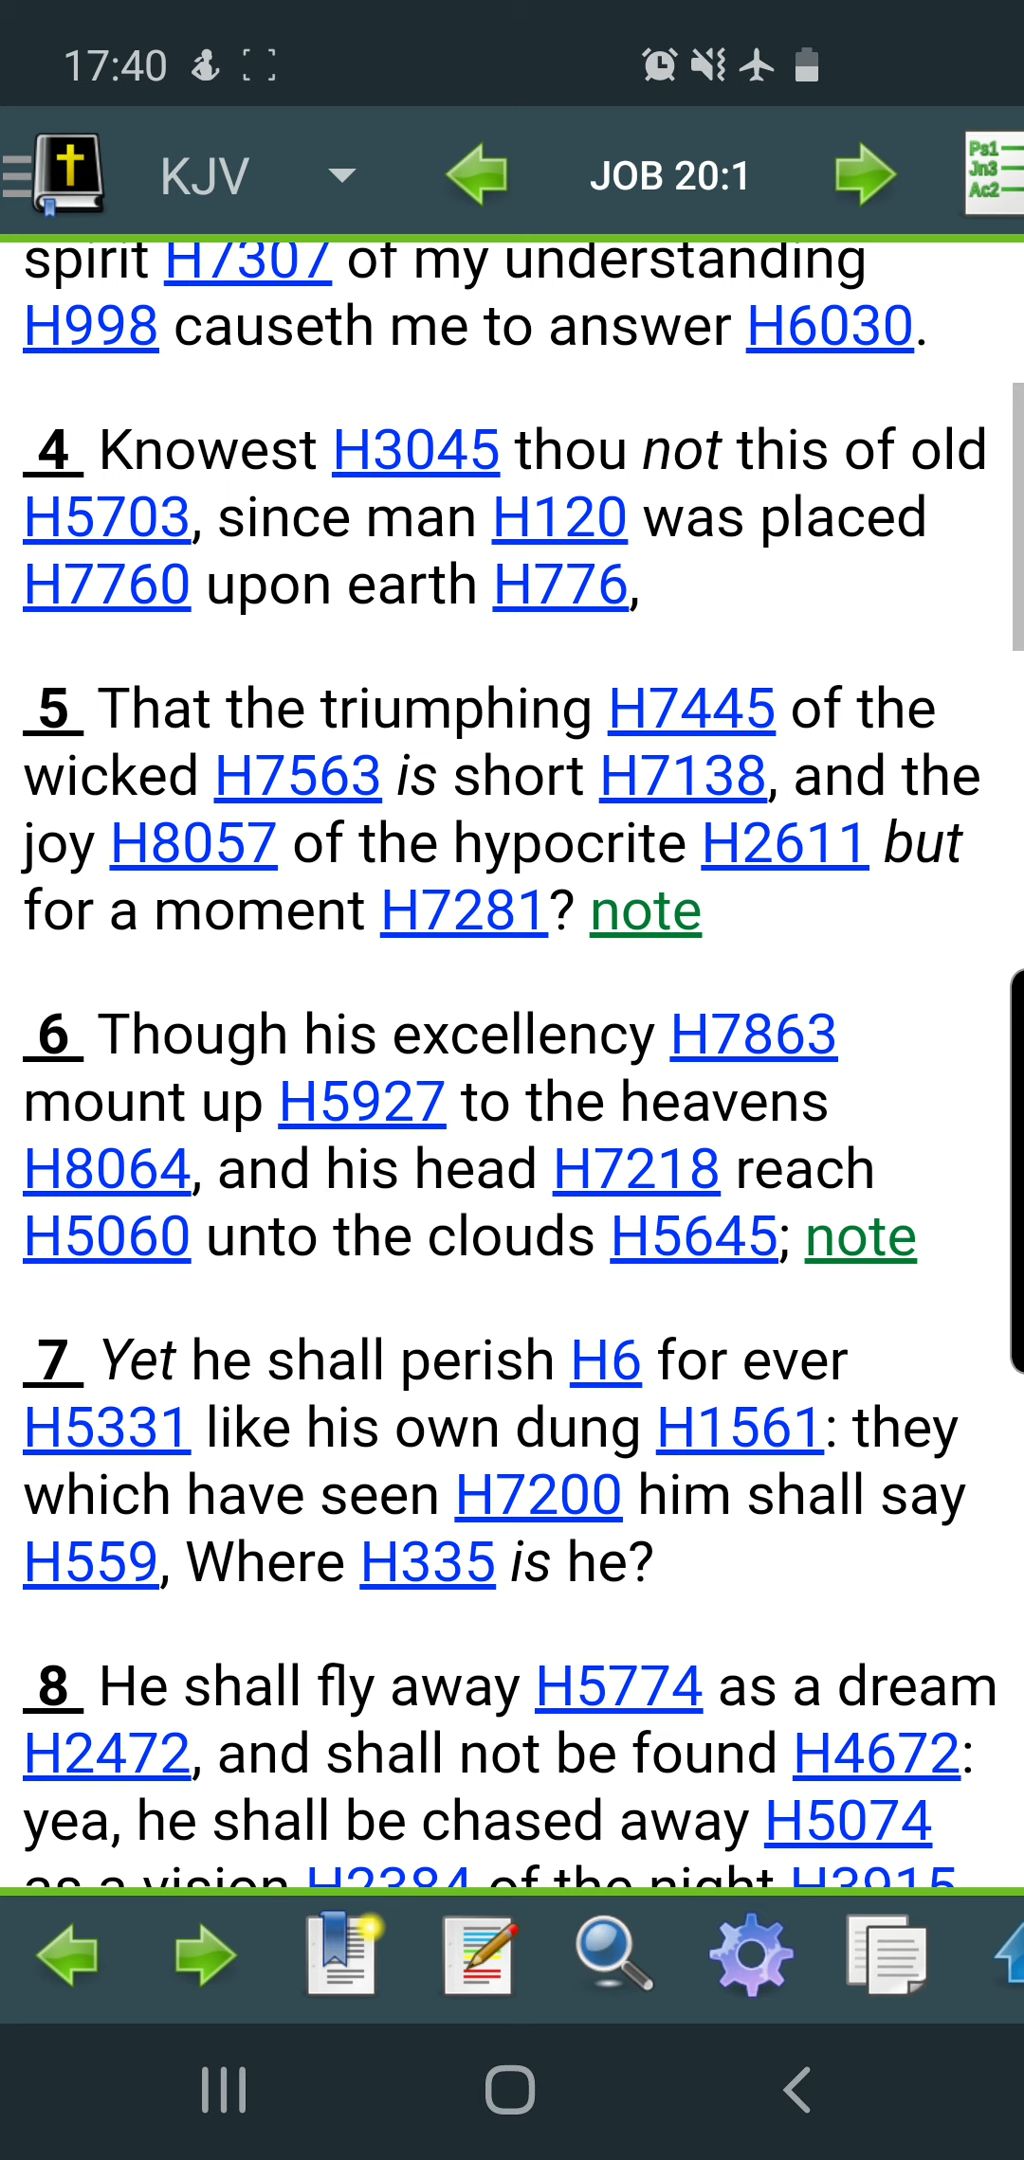 17:40
KJV
JOB 20:1
Ps1
Jn3
Ac2
spirit H7307 of my understanding
H998 causeth me to answer H6030.
4 Knowest H3045 thou not this of old
H5703, since man H120 was placed
H7760 upon earth H776,
5 That the triumphing H7445 of the
wicked H7563 is short H7138, and the
joy H8057 of the hypocrite H2611 but
for a moment H7281? note
6 Though his excellency H7863
mount up H5927 to the heavens
H8064, and his head H7218 reach
H5060 unto the clouds H5645; note
7 Yet he shall perish H6 for ever
H5331 like his own dung H1561: they
which have seen H7200 him shall say
H559, Where H335 is he?
8 He shall fly away H5774 as a dream
H2472, and shall not be found H4672:
yea, he shall be chased away H5074
as a vision H2384 of the night H3915